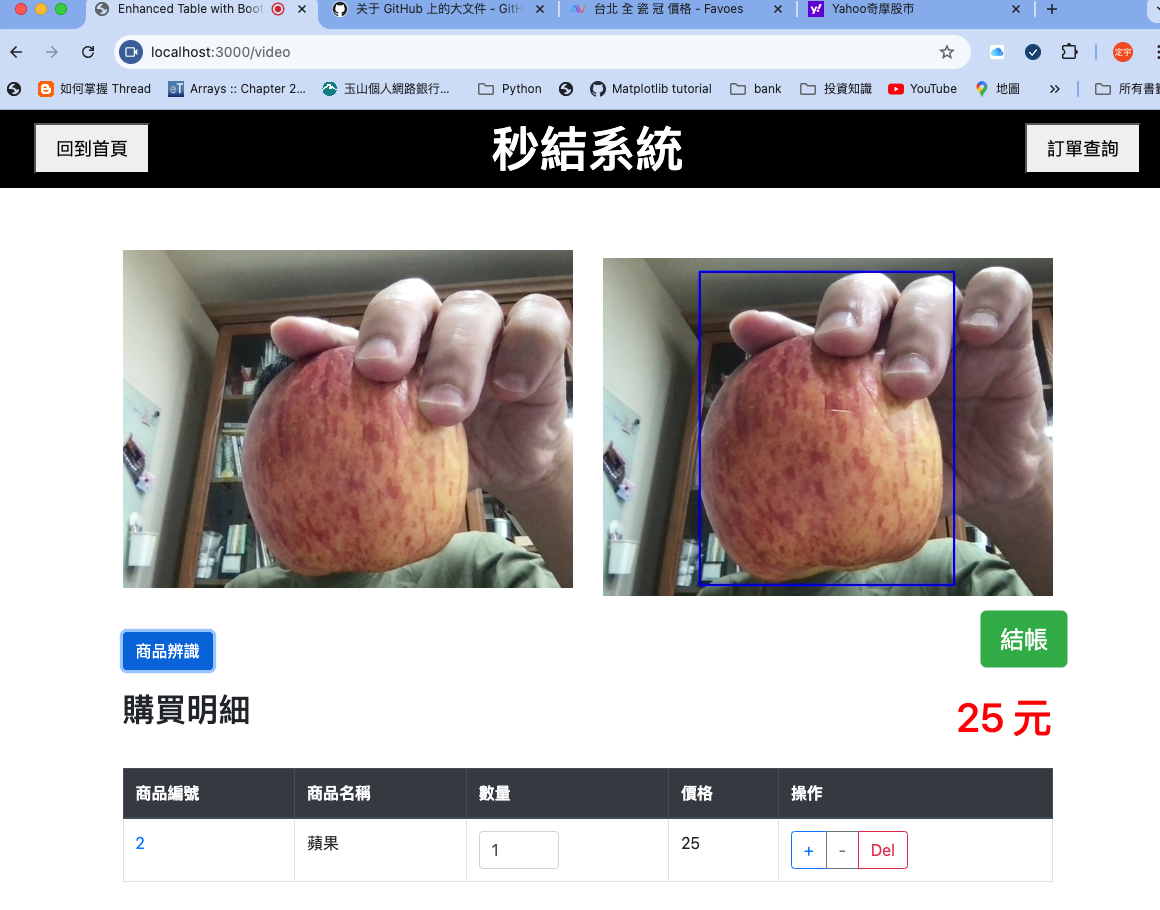 Enhanced Table with Boot
关于 GitHub 上的大文件 - GitH
台北 全 瓷 冠 價格 - Favoes
Yahoo奇摩股市
localhost:3000/video
定宇
如何掌握 Thread
Arrays :: Chapter 2...
玉山個人網路銀行...
Python
Matplotlib tutorial
bank
投資知識
YouTube
地圖
»
所有書籤
回到首頁
秒結系統
訂單查詢
商品辨識
結帳
購買明細
25 元
商品編號 商品名稱 數量 價格 操作
2 蘋果 1 25 + - Del